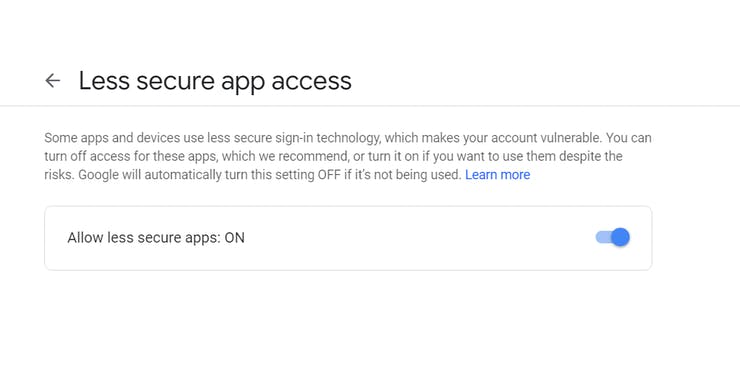 Less secure app access
Some apps and devices use less secure sign-in technology, which makes your account vulnerable. You can
turn off access for these apps, which we recommend, or turn it on if you want to use them despite the
risks. Google will automatically turn this setting OFF if it’s not being used. Learn more
Allow less secure apps: ON